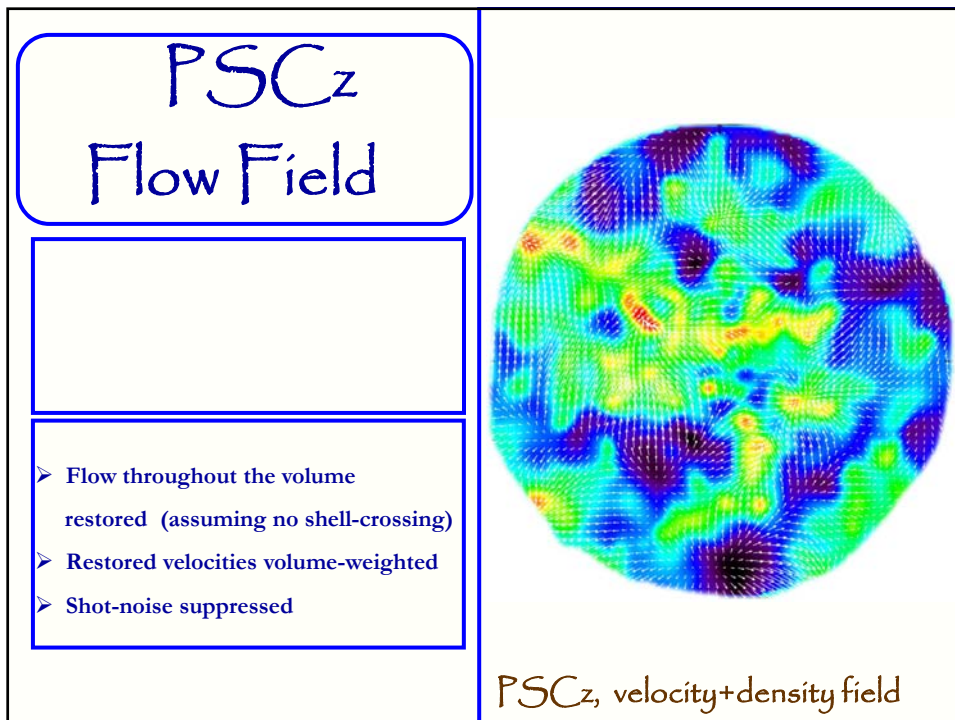 PSCz
Flow Field
➢ Flow throughout the volume
restored (assuming no shell-crossing)
➢ Restored velocities volume-weighted
➢ Shot-noise suppressed
PSCz, velocity+density field